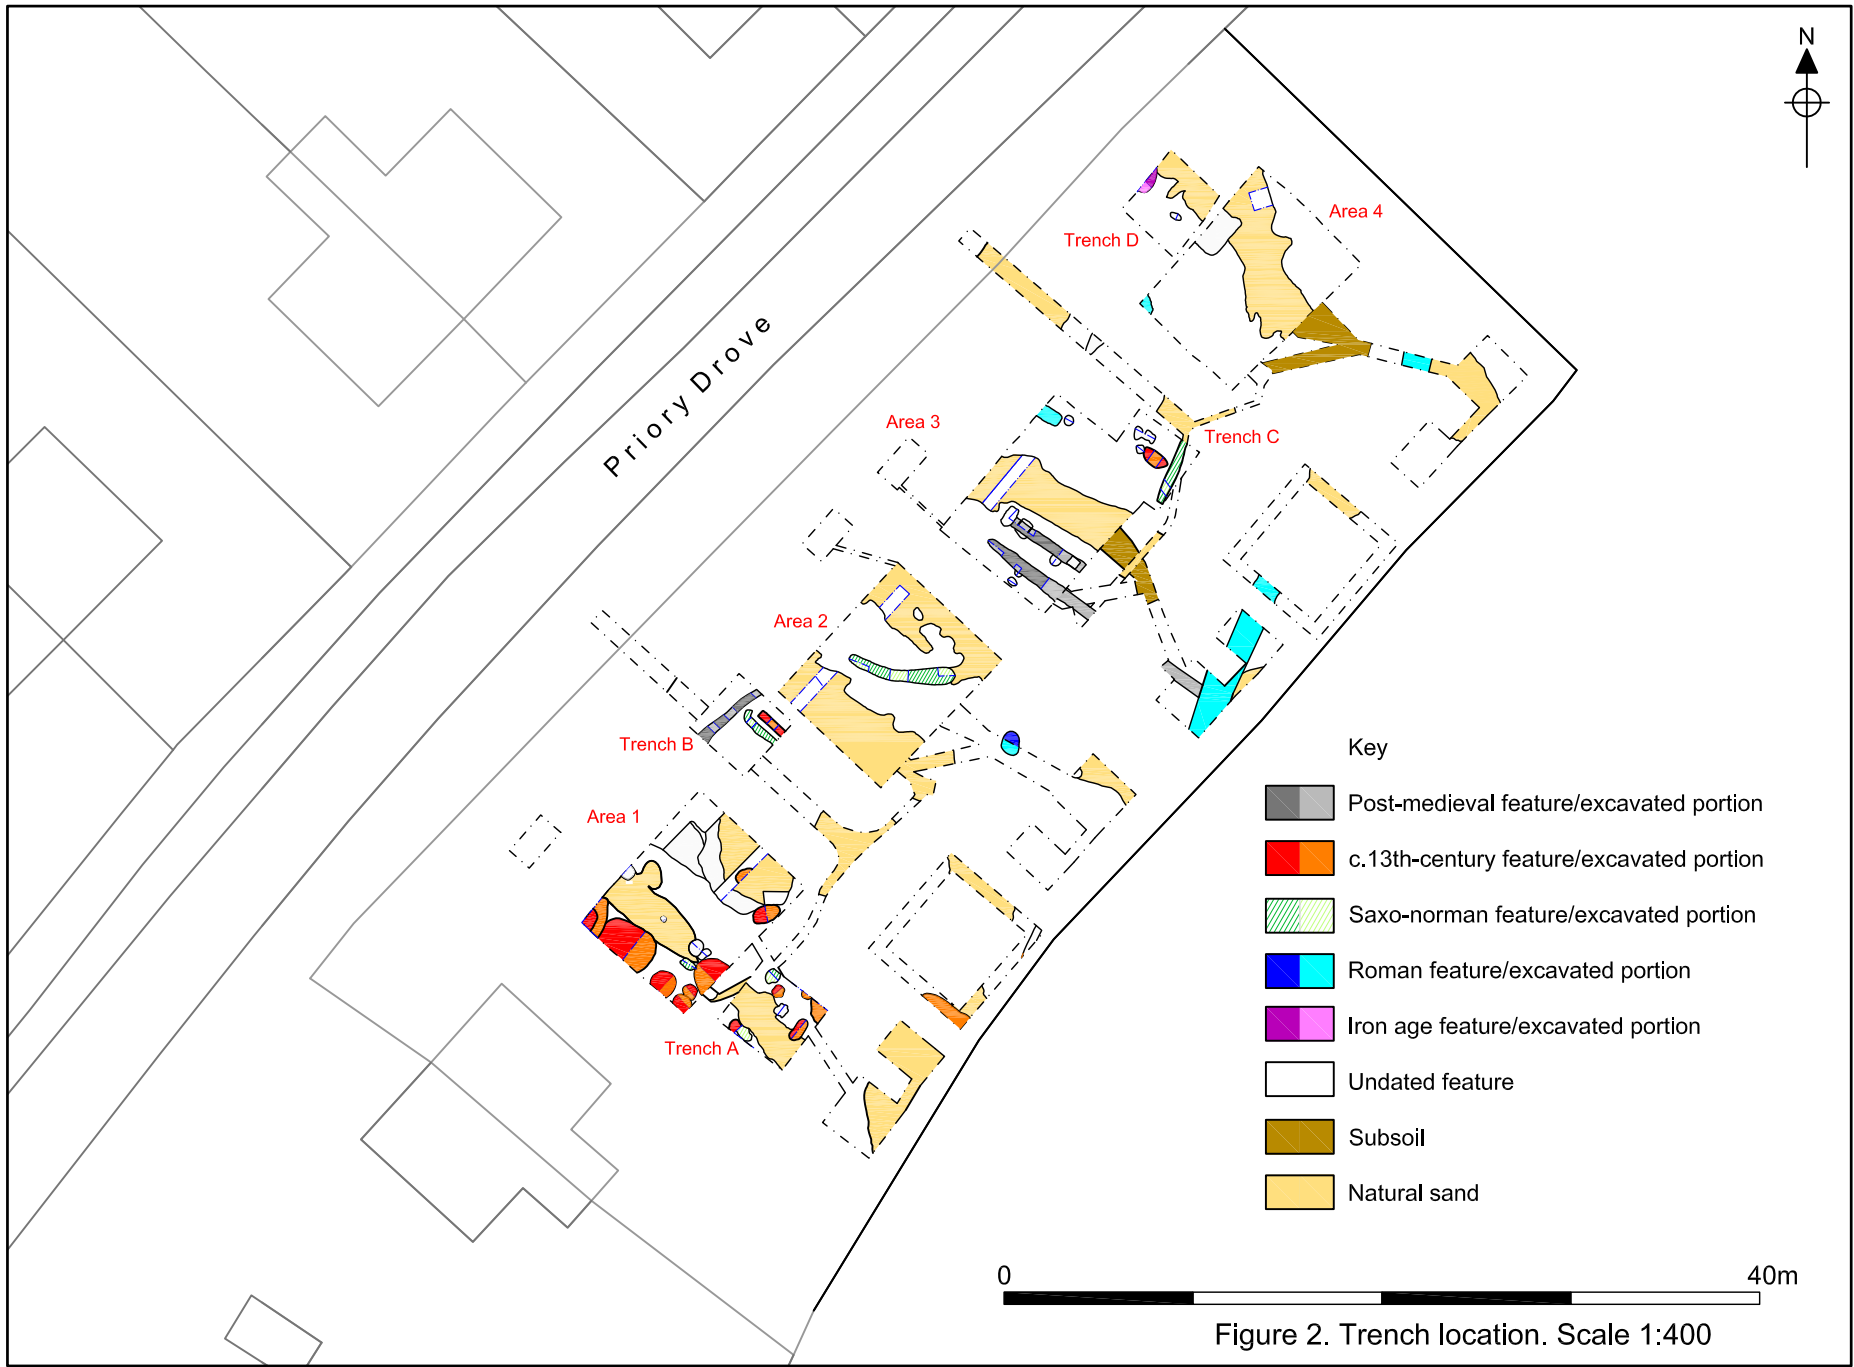 N
Area 4
Trench D
Priory Drove
Area 3
Trench C
Area 2
Trench B
Area 1
Trench A
Key
Post-medieval feature/excavated portion
c.13th-century feature/excavated portion
Saxo-norman feature/excavated portion
Roman feature/excavated portion
Iron age feature/excavated portion
Undated feature
Subsoil
Natural sand
0 40m
Figure 2. Trench location. Scale 1:400